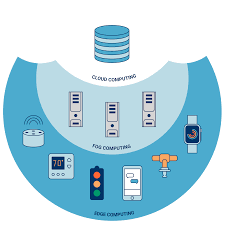 CLOUD COMPUTING
FOG COMPUTING
70°
EDGE COMPUTING